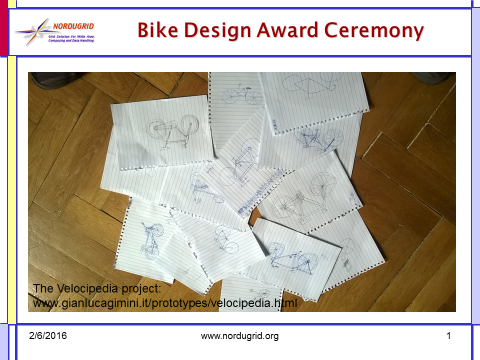 NORDUGRID
Grid Solution for Wide Area
Computing and Data Handling
Bike Design Award Ceremony
The Velocipedia project:
www.gianlucagimini.it/prototypes/velocipedia.html
2/6/2016
www.nordugrid.org
1